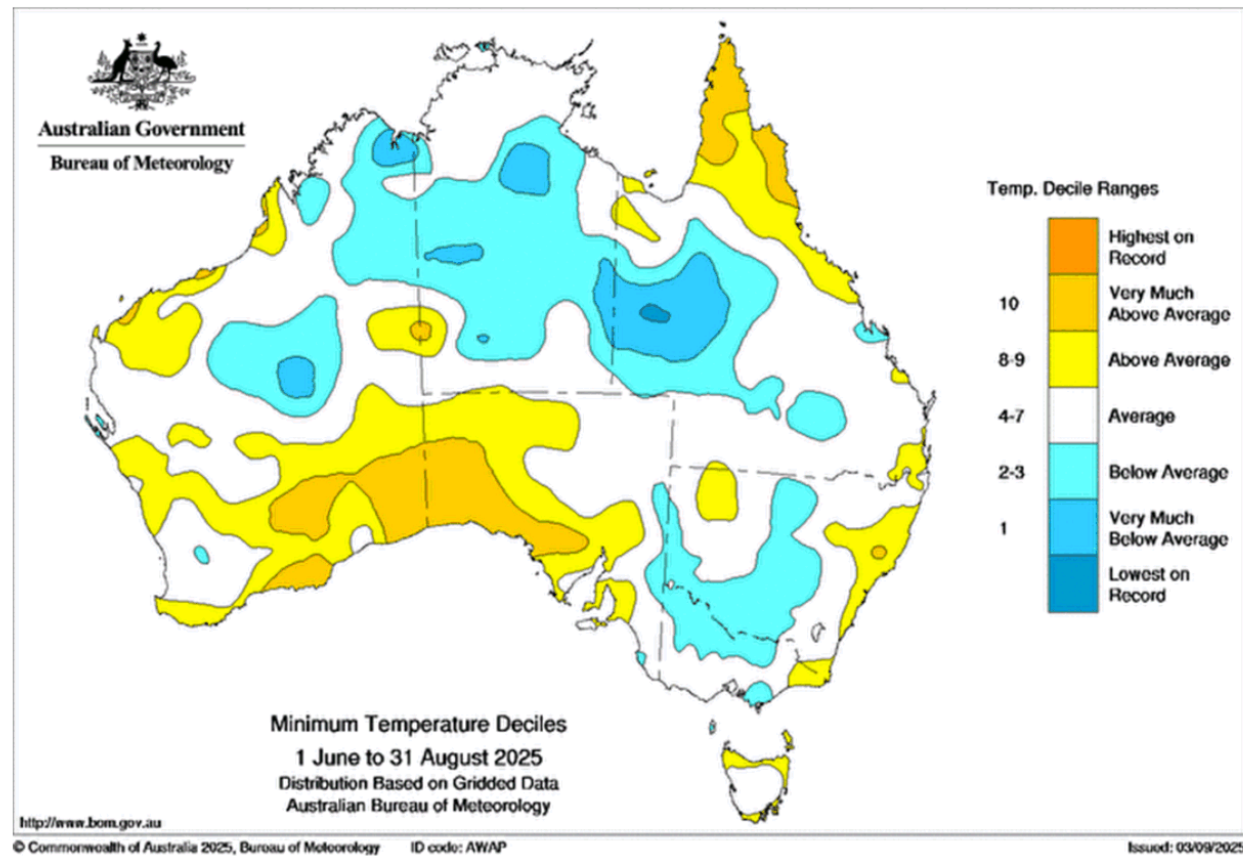 Australian Government
Bureau of Meteorology
Temp. Decile Ranges
Highest on
Record
10
Very Much
Above Average
8-9
Above Average
4-7
Average
2-3
Below Average
1
Very Much
Below Average
Lowest on
Record
Minimum Temperature Deciles
1 June to 31 August 2025
Distribution Based on Gridded Data
Australian Bureau of Meteorology
http://www.bom.gov.au
© Commonwealth of Australia 2025, Bureau of Meteorology ID code: AWAP Issued: 03/09/2025